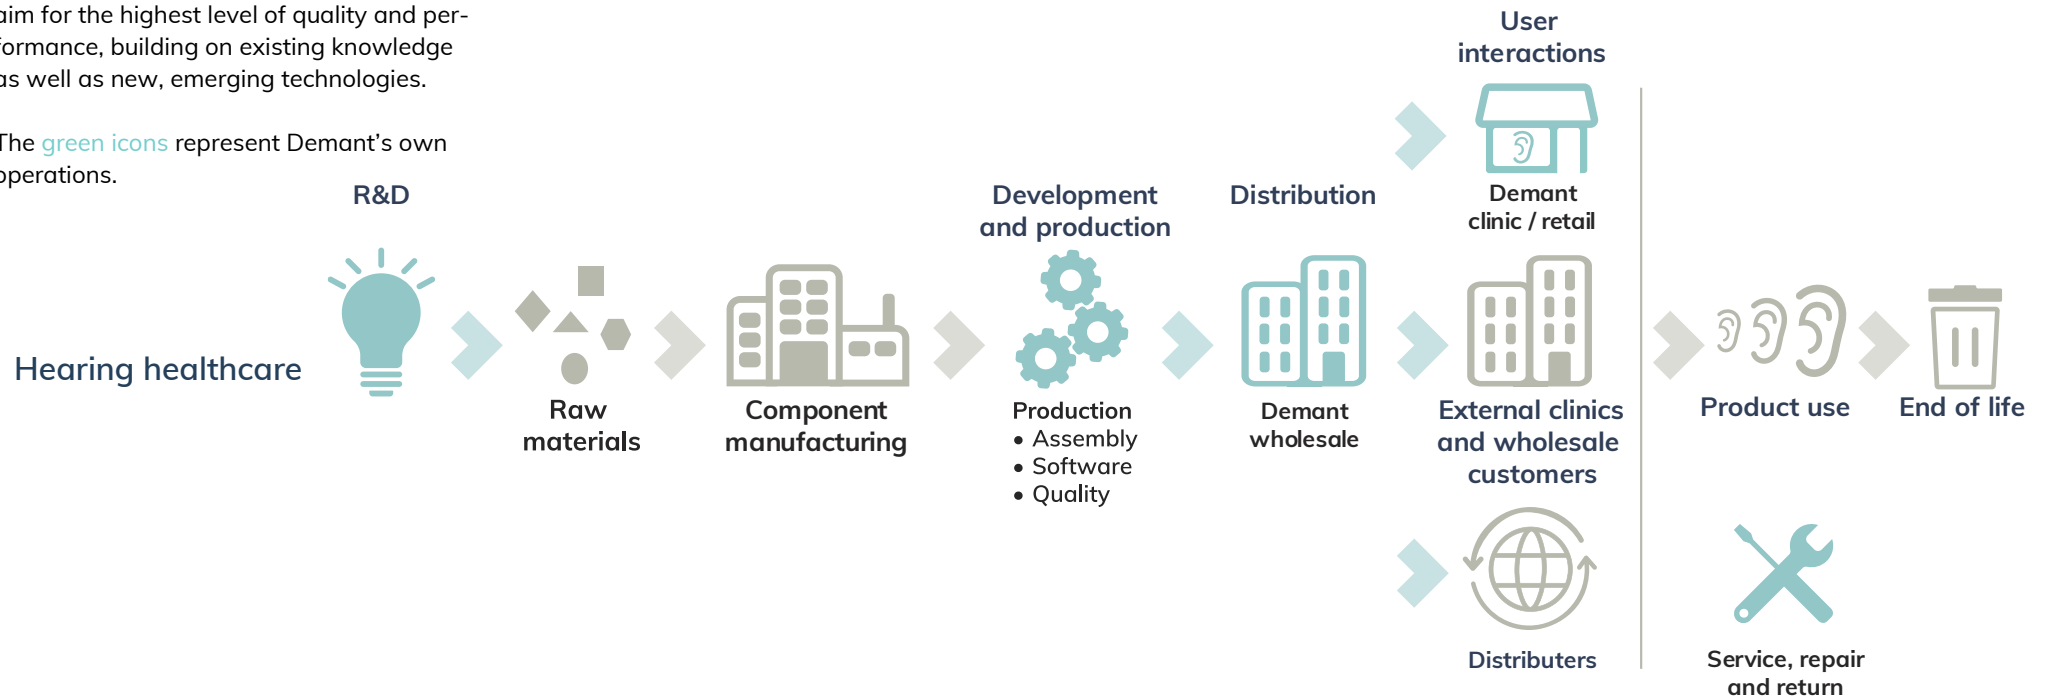 aim for the highest level of quality and per-
formance, building on existing knowledge
as well as new, emerging technologies.
The green icons represent Demant's own
operations.
Hearing healthcare
R&D
Raw
materials
Component
manufacturing
Development
and production
Production
• Assembly
• Software
• Quality
Distribution
Demant
wholesale
User
interactions
Demant
clinic / retail
External clinics
and wholesale
customers
Distributers
Product use
End of life
Service, repair
and return